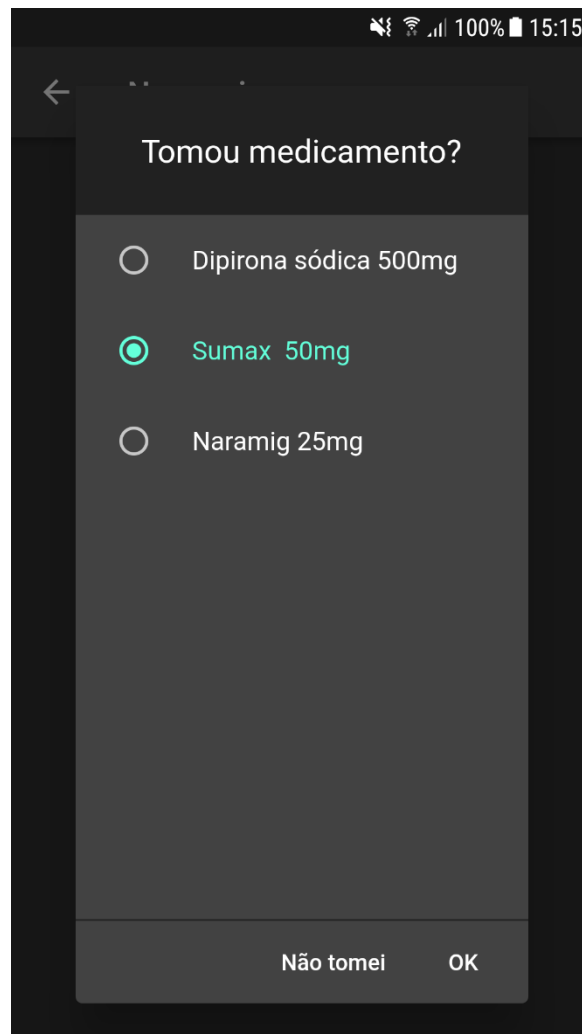 100% 15:15
Tomou medicamento?
Dipirona sódica 500mg
Sumax 50mg
Naramig 25mg
Não tomei OK